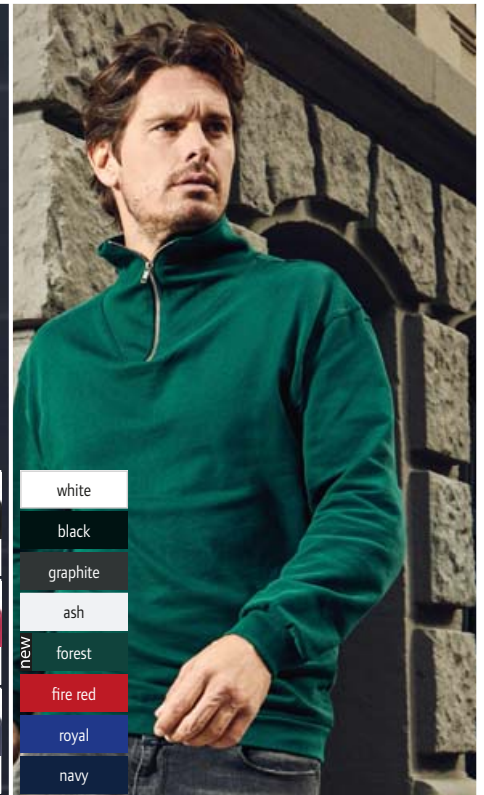 white
black
graphite
ash
new
forest
fire red
royal
navy